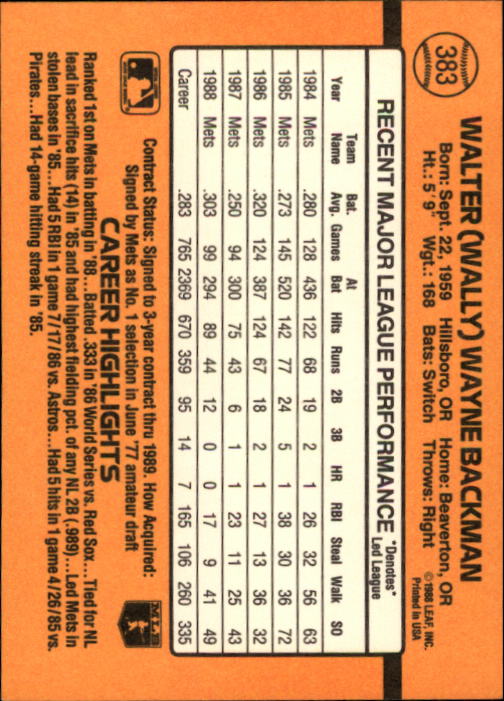 383
WALTER (WALLY) WAYNE BACKMAN
Born: Sept. 22, 1959 Hillsboro, OR Home: Beaverton, OR
Ht.: 5' 9" Wgt.: 168 Bats: Switch Throws: Right
© 1988 LEAF, INC.
Printed in USA
RECENT MAJOR LEAGUE PERFORMANCE *Denotes* Led League
Year Team Name Bat. Avg. Games At Bat Hits Runs 2B 3B HR RBI Steal Walk SO
1984 Mets .280 128 436 122 68 19 2 1 26 32 56 63
1985 Mets .273 145 520 142 77 24 5 1 38 30 36 72
1986 Mets .320 124 387 124 67 18 2 1 27 13 36 32
1987 Mets .250 94 300 75 43 6 1 1 23 11 25 43
1988 Mets .303 99 294 89 44 12 0 0 17 9 41 49
Career .283 765 2389 670 359 95 14 7 165 106 260 335
Contract Status: Signed to 3-year contract thru 1989. How Acquired:
Signed by Mets as No. 1 selection in June '77 amateur draft
MLB
CAREER HIGHLIGHTS
Ranked 1st on Mets in batting in '88...Batted .333 in '86 World Series vs. Red Sox...Tied for NL
lead in sacrifice hits (14) in '85 and had highest fielding pct. of any NL 2B (.989)...Led Mets in
stolen bases in '85...Had 5 RBI in 1 game 7/17/86 vs. Astros...Had 5 hits in 1 game 4/26/85 vs.
Pirates...Had 14-game hitting streak in '85.